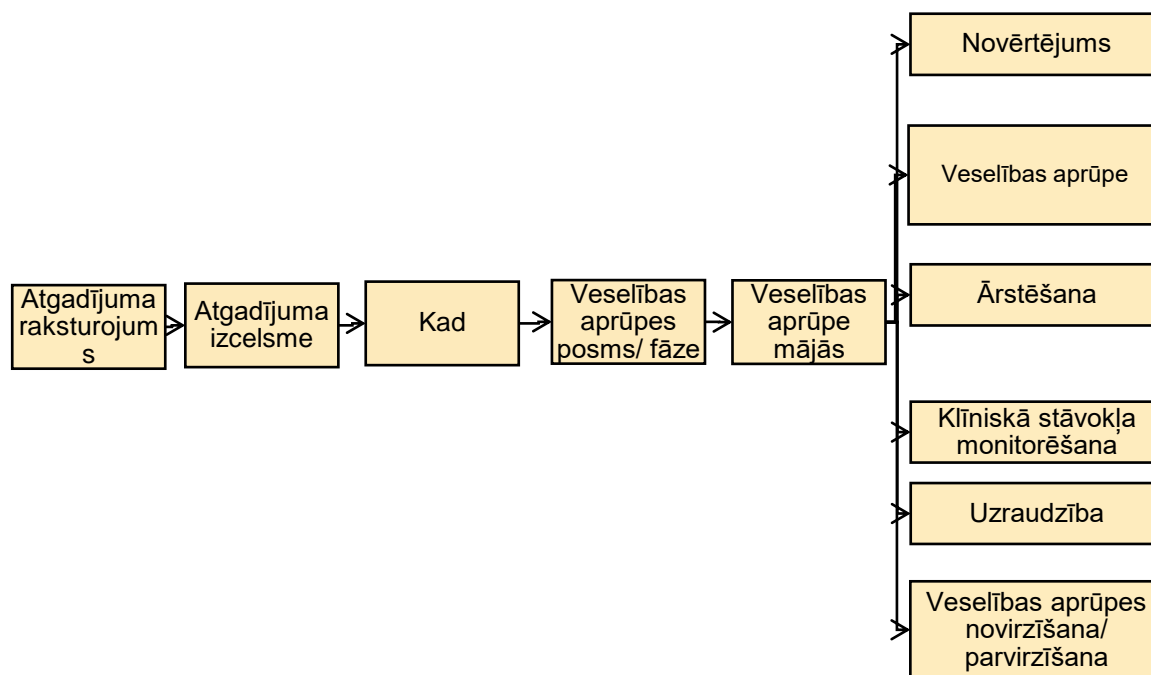 Atgadījuma
raksturojum
s
Atgadījuma
izcelsme
Kad
Veselības
aprūpes
posms/ fāze
Veselības
aprūpe
mājās
Novērtējums
Veselības aprūpe
Ārstēšana
Klīniskā stāvokļa
monitorēšana
Uzraudzība
Veselības aprūpes
novirzīšana/
parvirzīšana